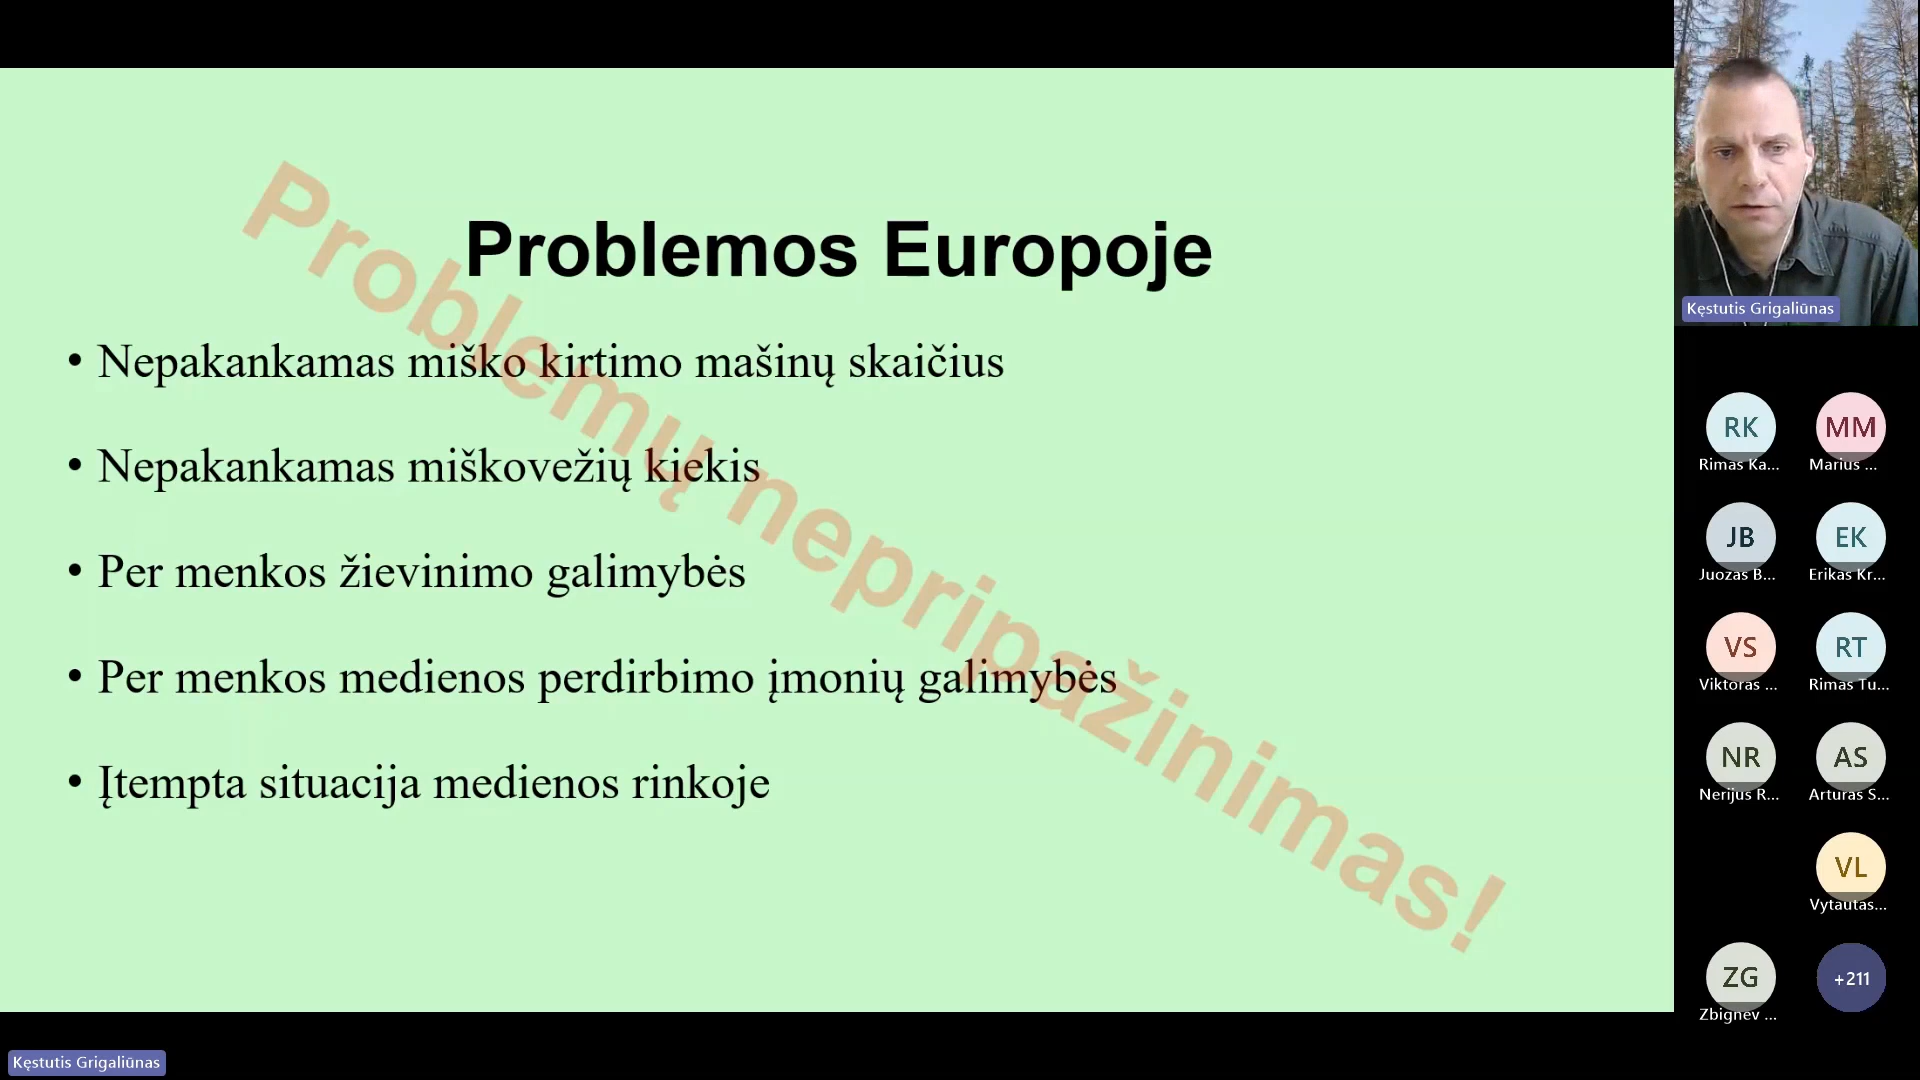 Problemos Europoje
Problemų nepripažinimas!
• Nepakankamas miško kirtimo mašinų skaičius
• Nepakankamas miškovežių kiekis
• Per menkos žievinimo galimybės
• Per menkos medienos perdirbimo įmonių galimybės
• Įtempta situacija medienos rinkoje
Kęstutis Grigaliūnas
RK
Rimas Ka...
MM
Marius ...
JB
Juozas B...
EK
Erikas Kr...
VS
Viktoras ...
RT
Rimas Tu...
NR
Nerijus R...
AS
Arturas S...
VL
Vytautas...
ZG
Zbignev ...
+211
Kęstutis Grigaliūnas